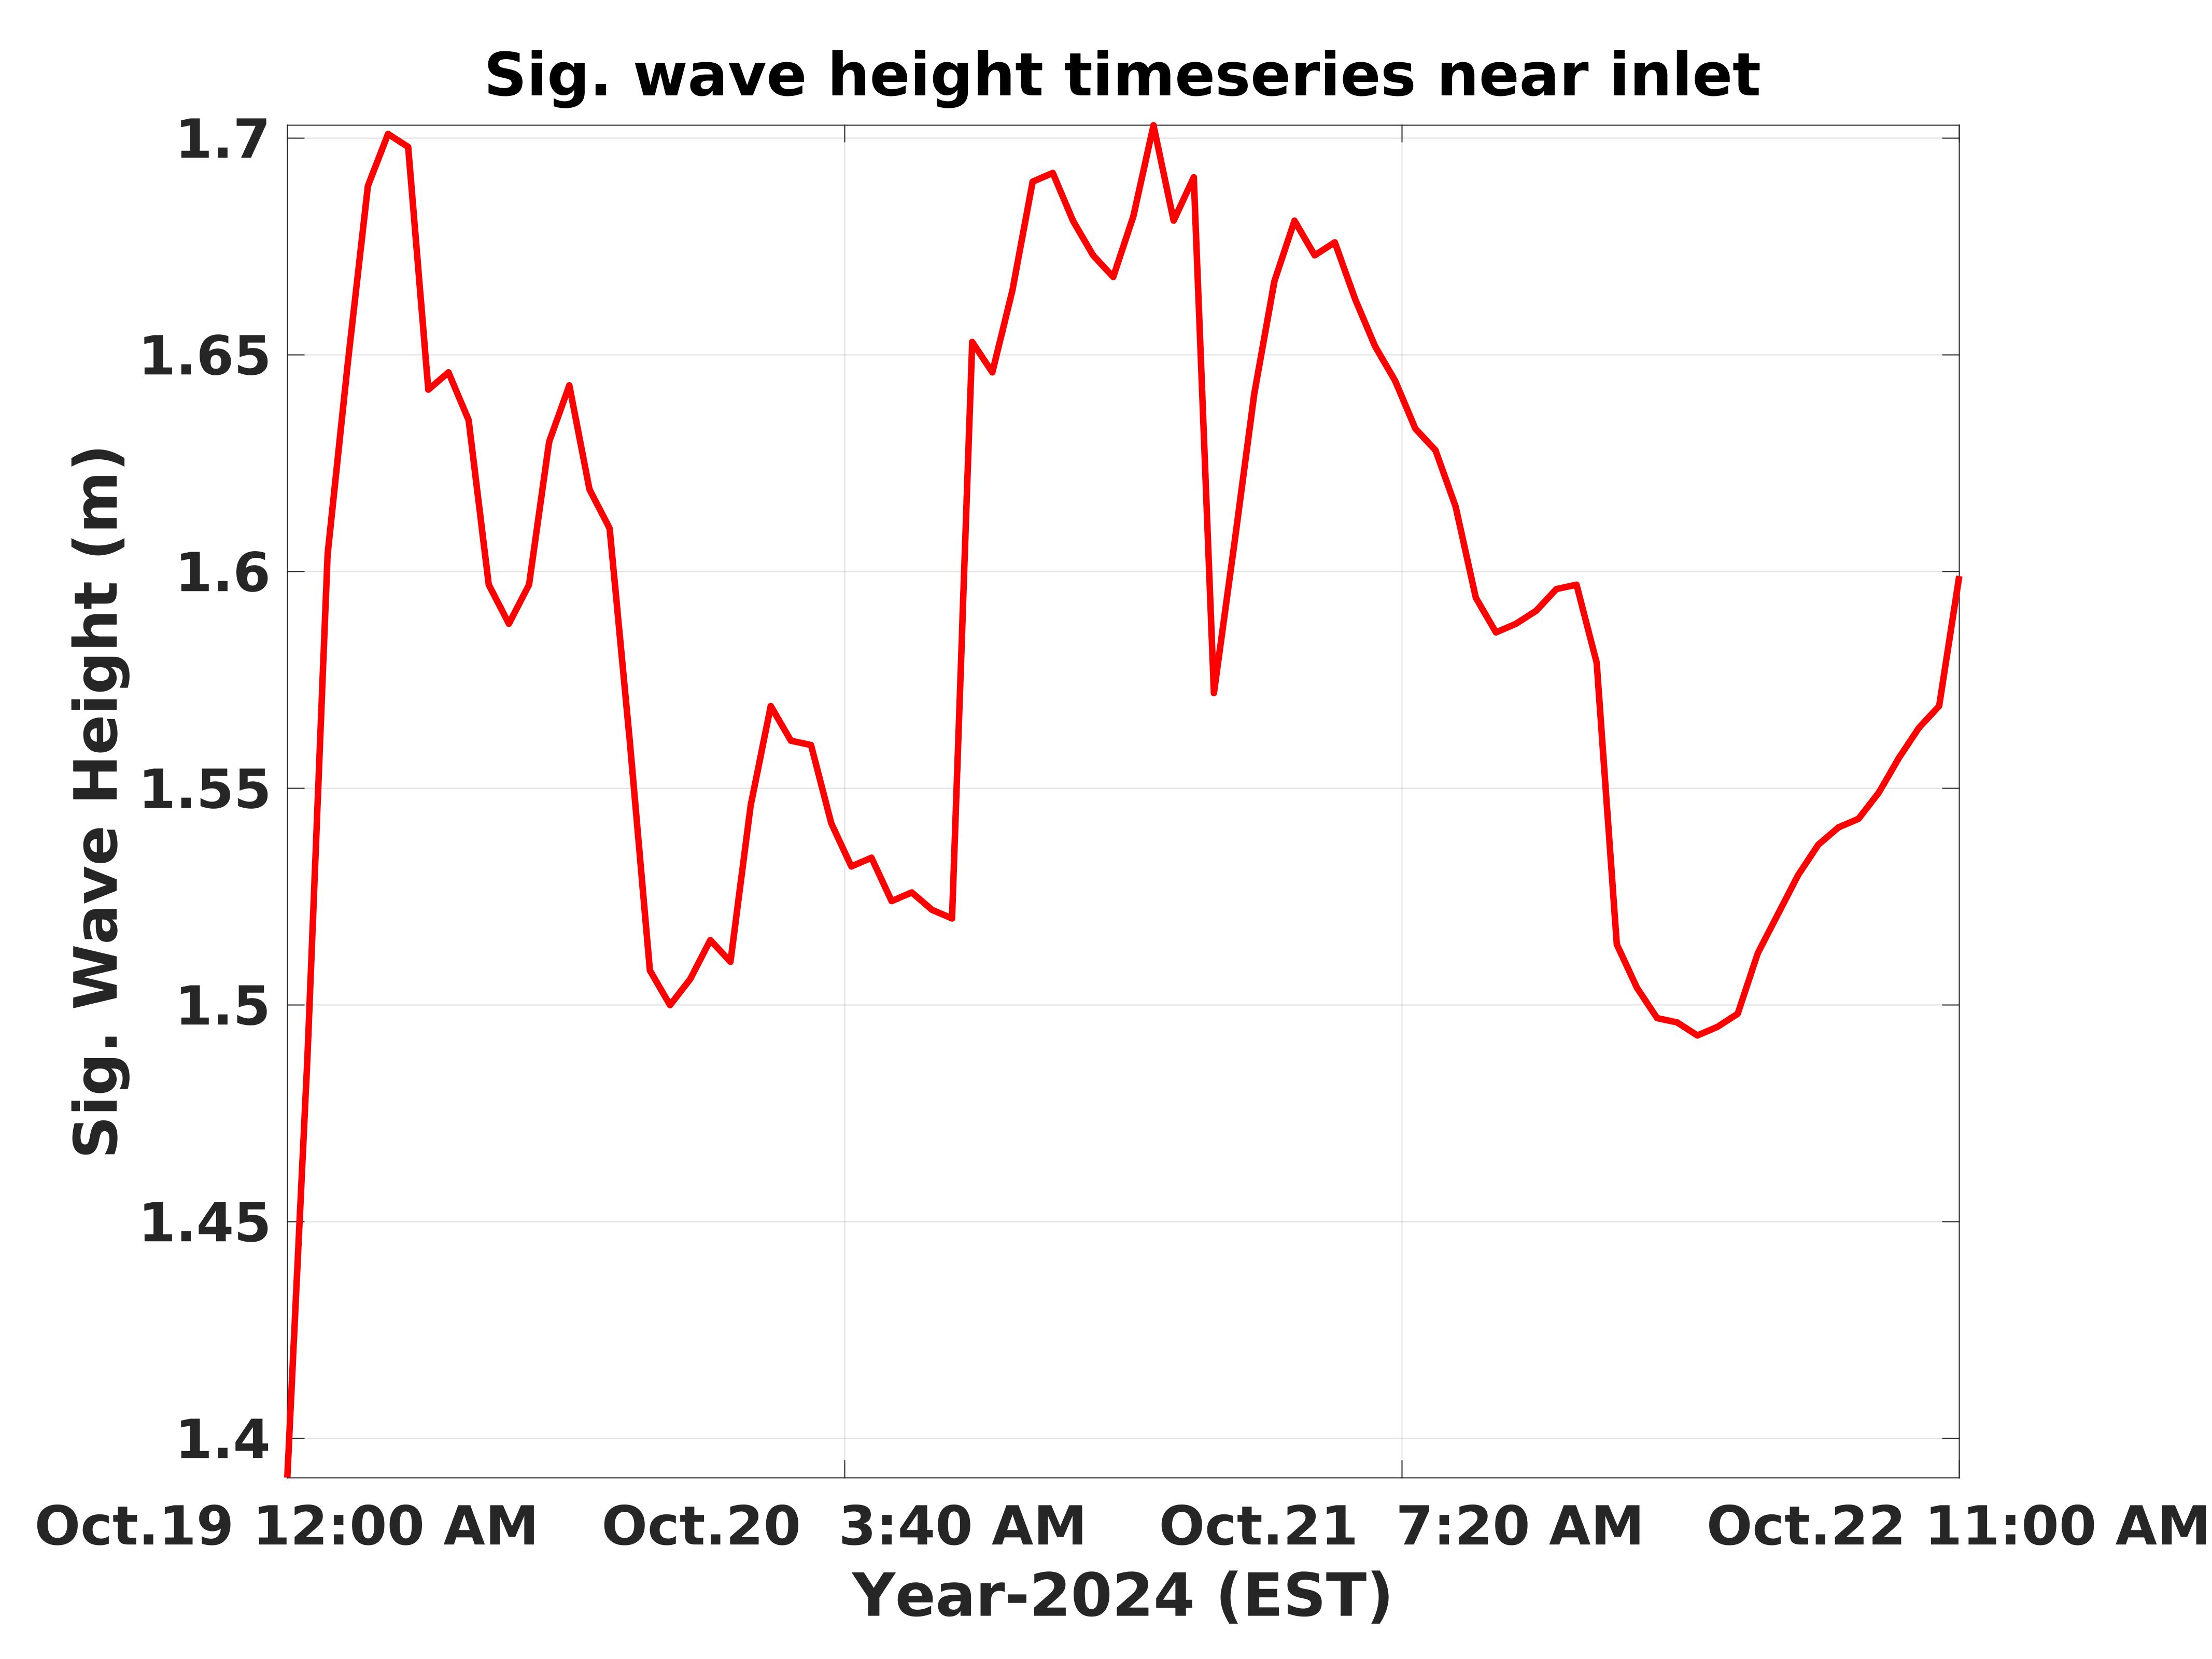 Sig. wave height timeseries near inlet
Sig. Wave Height (m)
1.7
1.65
1.6
1.55
1.5
1.45
1.4
Oct.19 12:00 AM Oct.20 3:40 AM Oct.21 7:20 AM Oct.22 11:00 AM
Year-2024 (EST)